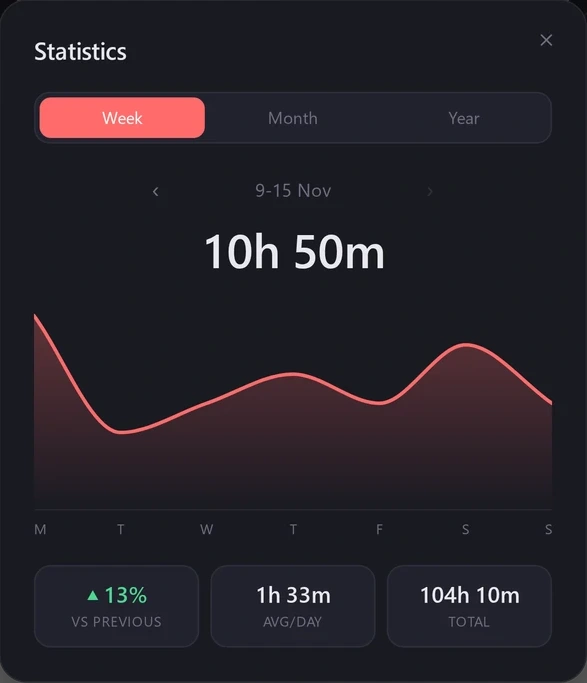 Statistics
Week Month Year
‹ 9-15 Nov ›
10h 50m
M T W T F S S
▲ 13% 1h 33m 104h 10m
VS PREVIOUS AVG/DAY TOTAL